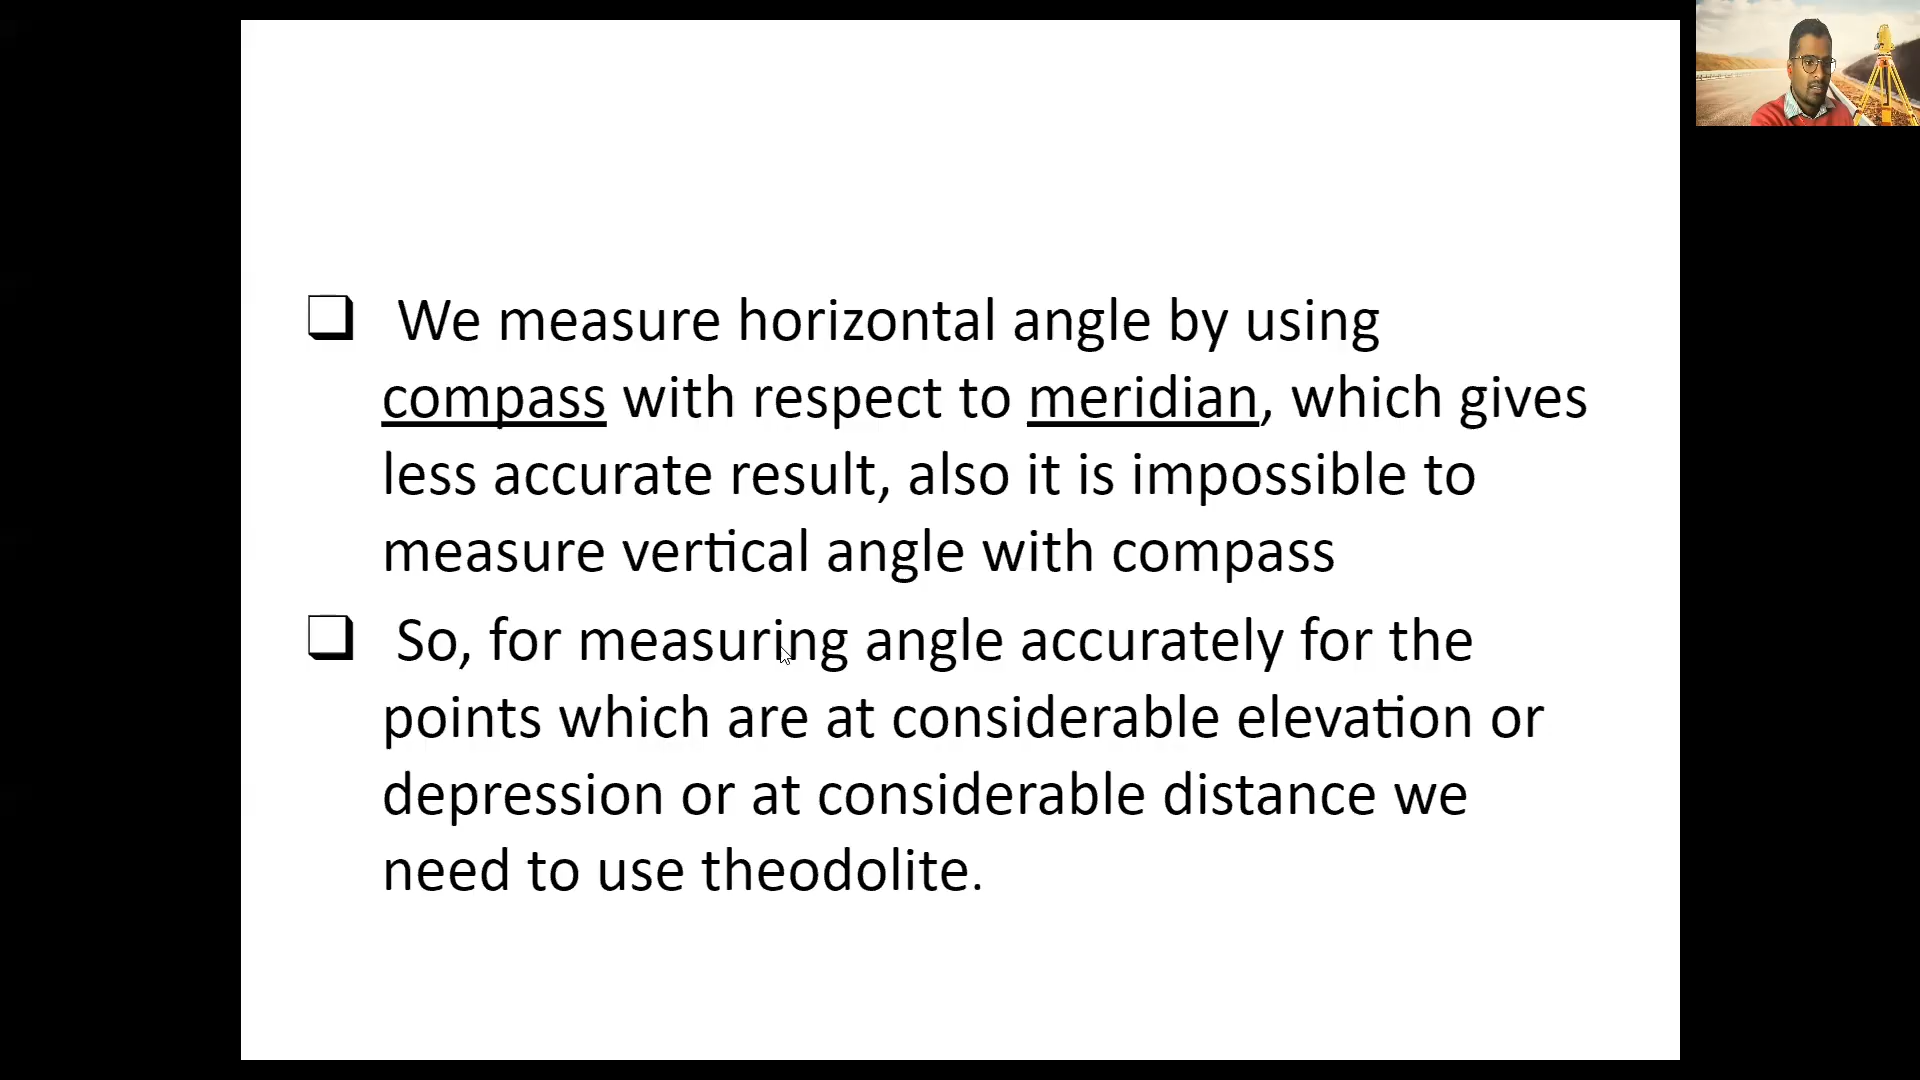 We measure horizontal angle by using
compass with respect to meridian, which gives
less accurate result, also it is impossible to
measure vertical angle with compass
So, for measuring angle accurately for the
points which are at considerable elevation or
depression or at considerable distance we
need to use theodolite.